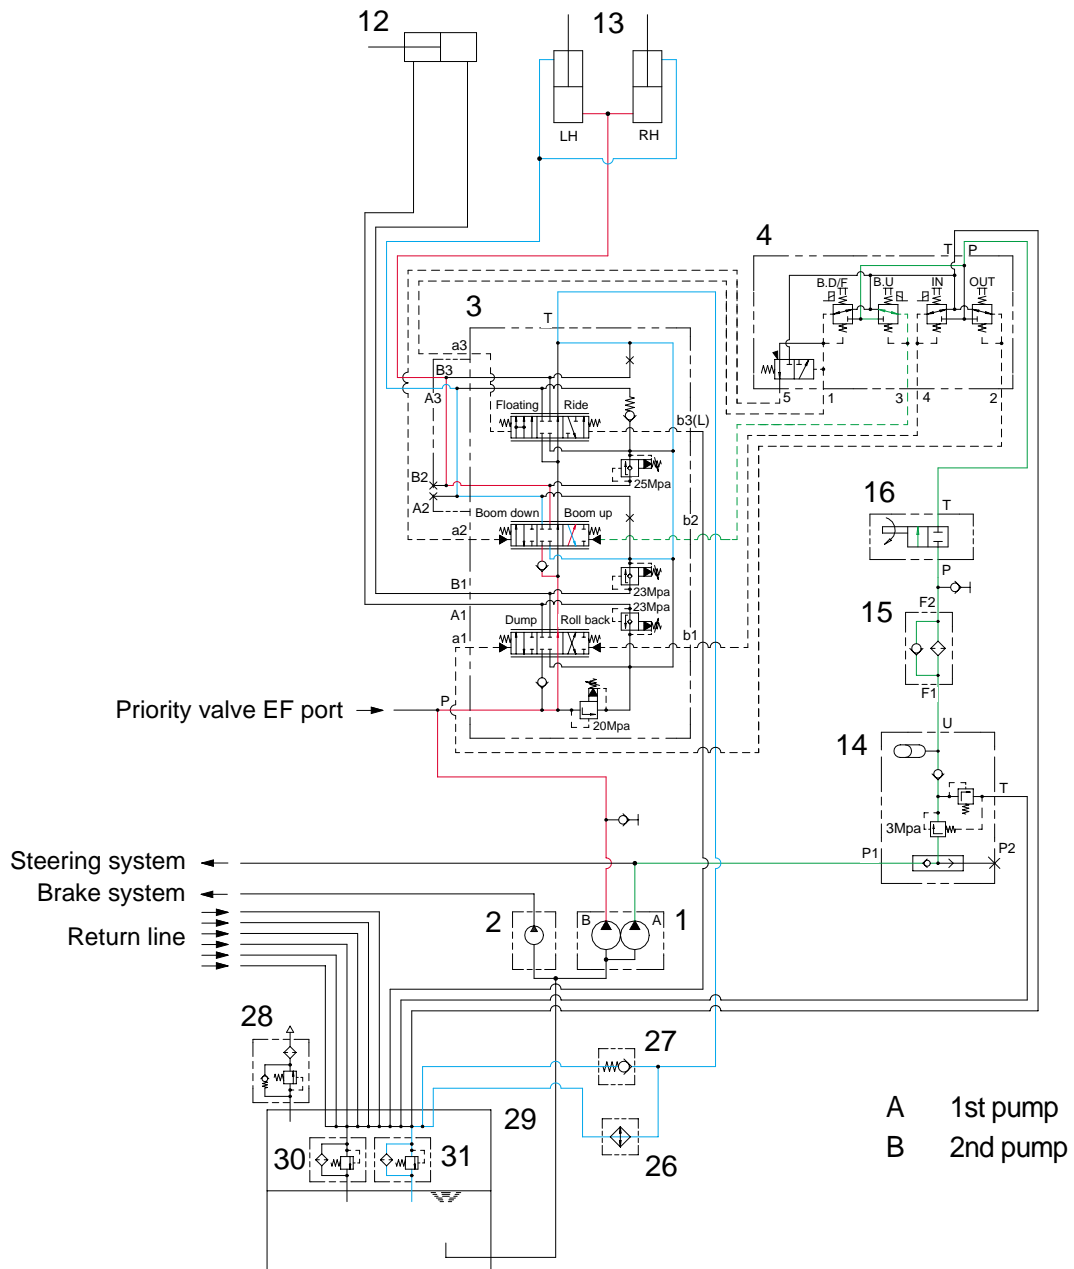 12
13
LH
RH
4
T
P
B.D/F
B.U
IN
OUT
5
1
3
4
2
3
T
a3
B3
A3
Floating
Ride
b3(L)
25Mpa
B2
A2
Boom down
Boom up
a2
b2
23Mpa
B1
23Mpa
A1
Dump
Roll back
a1
b1
Priority valve EF port
P
20Mpa
16
T
P
15
F2
F1
14
U
T
3Mpa
P1
P2
Steering system
Brake system
Return line
2
B
A
1
28
27
29
30
31
26
A 1st pump
B 2nd pump